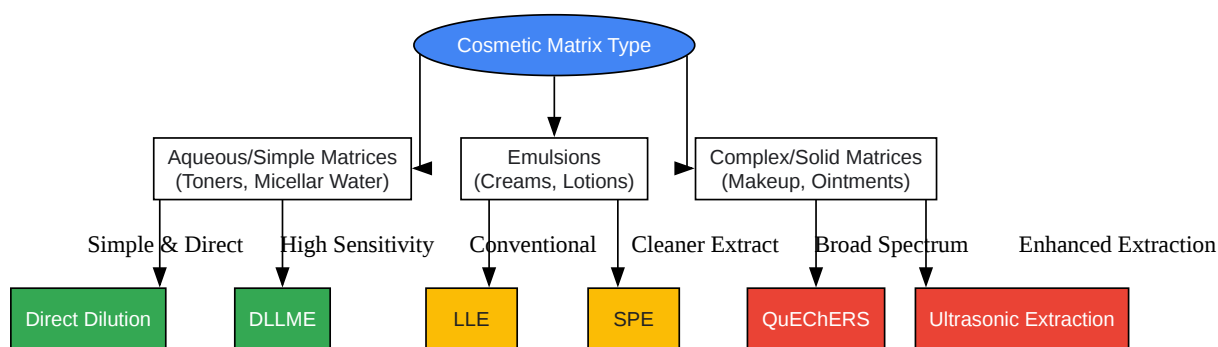 Cosmetic Matrix Type
Aqueous/Simple Matrices
(Toners, Micellar Water)
Emulsions
(Creams, Lotions)
Complex/Solid Matrices
(Makeup, Ointments)
Simple & Direct
High Sensitivity
Conventional
Cleaner Extract
Broad Spectrum
Enhanced Extraction
Direct Dilution
DLLME
LLE
SPE
QuEChERS
Ultrasonic Extraction